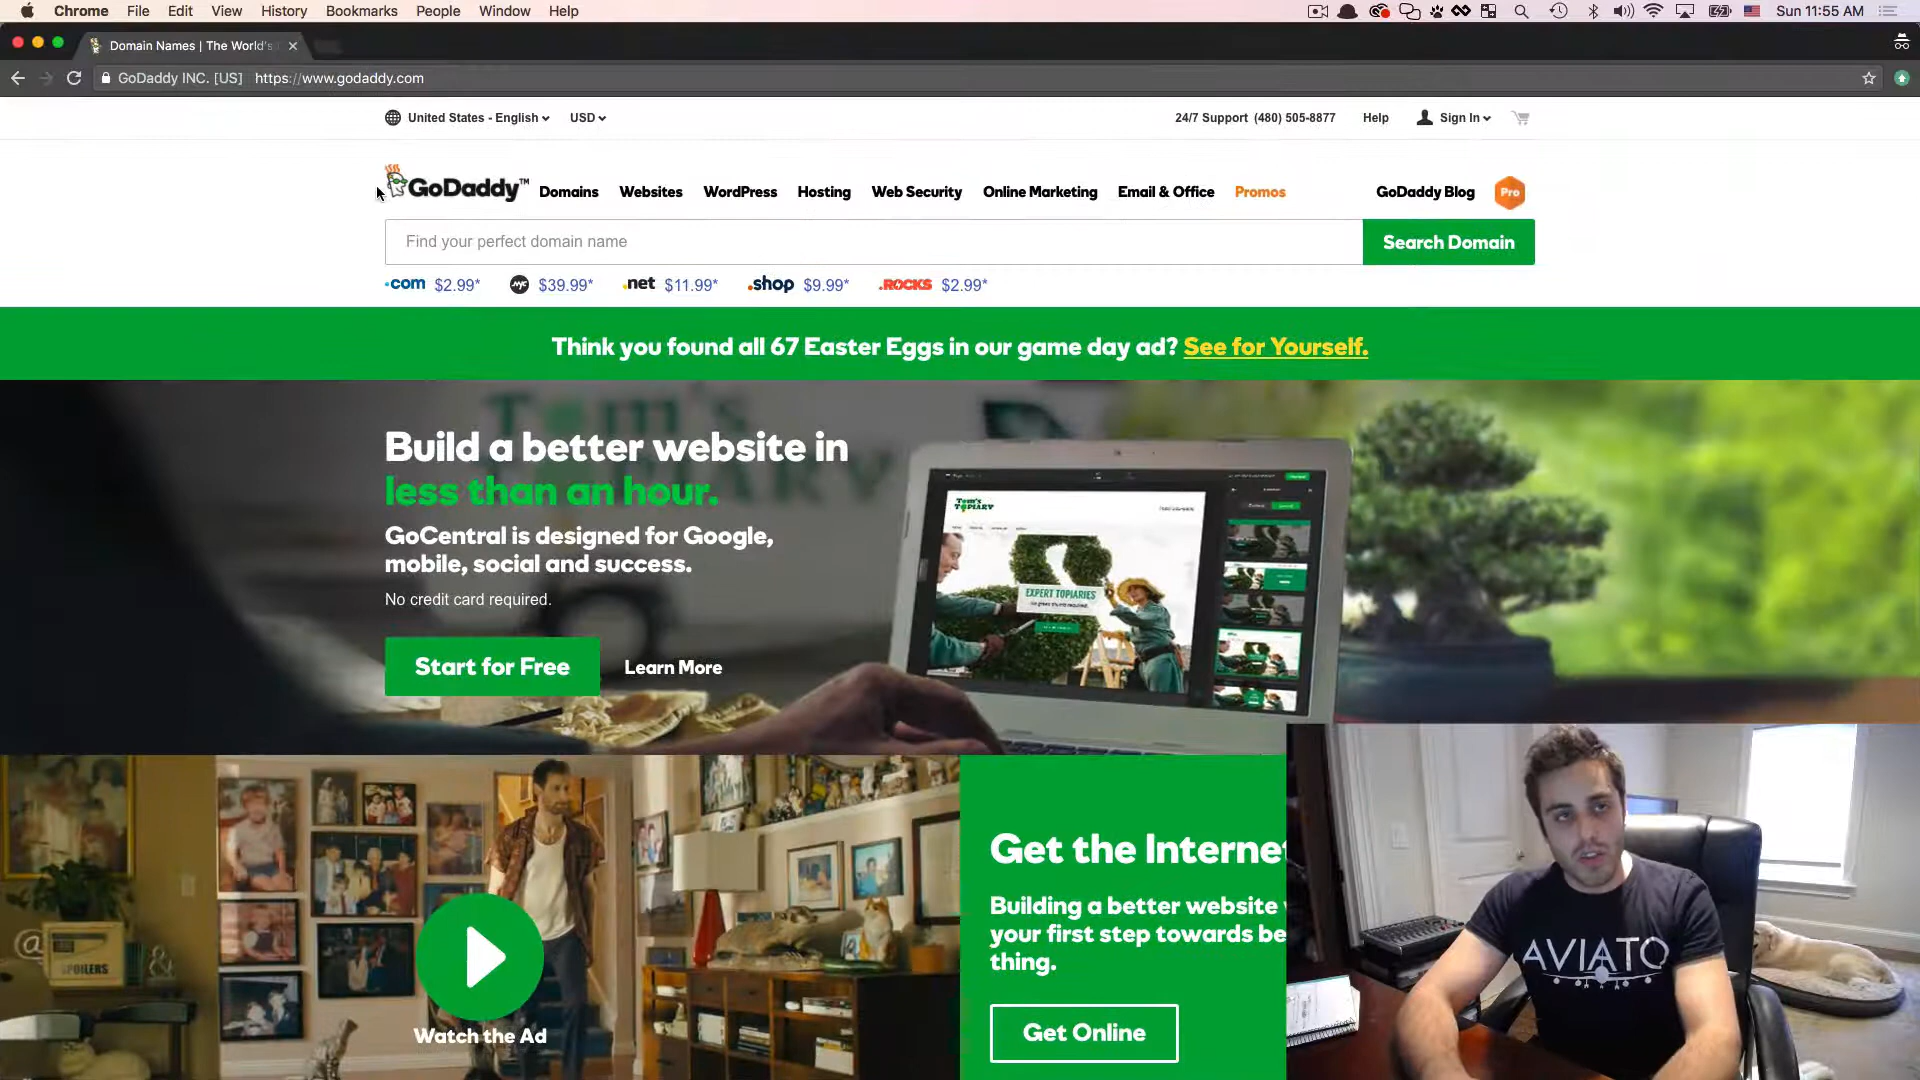 Chrome File Edit View History Bookmarks People Window Help
Sun 11:55 AM
Domain Names | The World's
GoDaddy INC. [US] https://www.godaddy.com
United States - English USD 24/7 Support (480) 505-8877 Help Sign In
GoDaddy™ Domains Websites WordPress Hosting Web Security Online Marketing Email & Office Promos GoDaddy Blog Pro
Find your perfect domain name Search Domain
.com $2.99* $39.99* .net $11.99* .shop $9.99* .ROCKS $2.99*
Think you found all 67 Easter Eggs in our game day ad? See for Yourself.
Tom's
Build a better website in
less than an hour.
GoCentral is designed for Google,
mobile, social and success.
No credit card required.
Start for Free Learn More
Tom's
TOPIARY
EXPERT TOPIARIES
Get the Interne
Building a better website
your first step towards be
thing.
Get Online
@ SPOILERS &
Watch the Ad
AVIATO